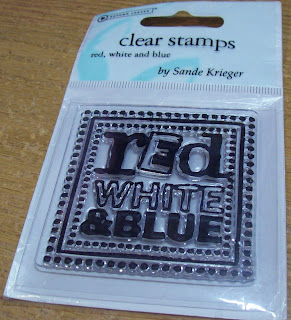 clear stamps
red, white and blue
by Sande Krieger
red
WHITE
& BLUE